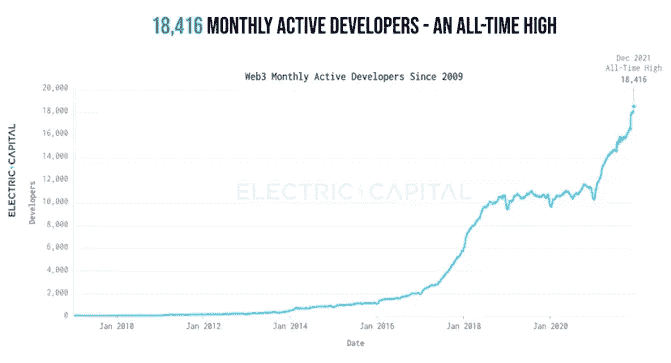 18,416 MONTHLY ACTIVE DEVELOPERS - AN ALL-TIME HIGH
Dec 2021
All-Time High
18,416
Web3 Monthly Active Developers Since 2009
20,000
18,000
16,000
14,000
12,000
10,000
8,000
6,000
4,000
2,000
0
Developers
ELECTRIC CAPITAL
ELECTRIC CAPITAL
Jan 2010
Jan 2012
Jan 2014
Jan 2016
Jan 2018
Jan 2020
Date